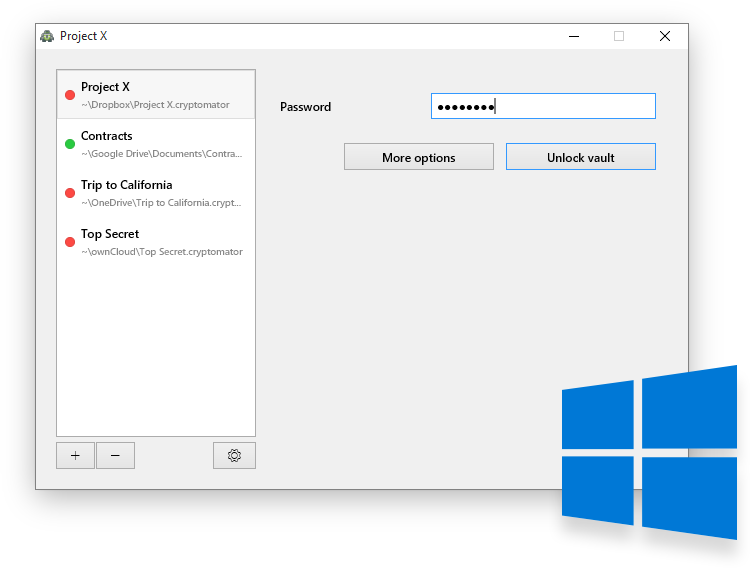 Project X
Project X
~\Dropbox\Project X.cryptomator
Password
●●●●●●●●
Contracts
~\Google Drive\Documents\Contra...
More options
Unlock vault
Trip to California
~\OneDrive\Trip to California.crypt...
Top Secret
~\ownCloud\Top Secret.cryptomator
+
−